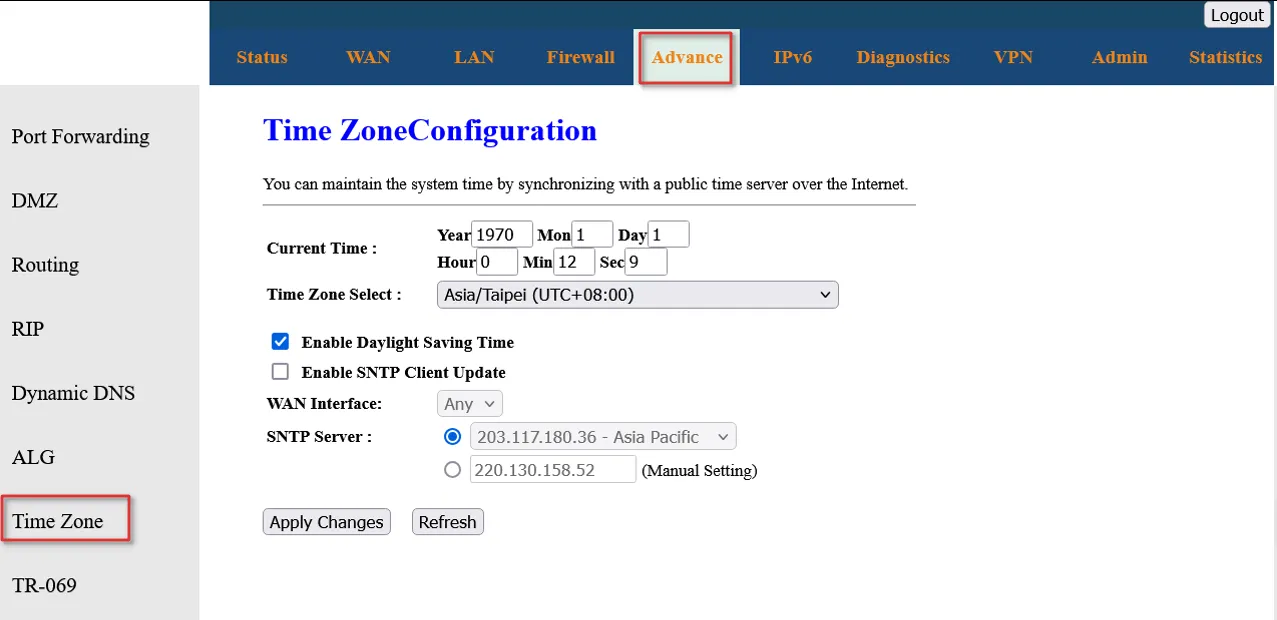 Logout
Status WAN LAN Firewall Advance IPv6 Diagnostics VPN Admin Statistics
Port Forwarding
DMZ
Routing
RIP
Dynamic DNS
ALG
Time Zone
TR-069
Time ZoneConfiguration
You can maintain the system time by synchronizing with a public time server over the Internet.
Current Time : Year 1970 Mon 1 Day 1
Hour 0 Min 12 Sec 9
Time Zone Select : Asia/Taipei (UTC+08:00)
Enable Daylight Saving Time
Enable SNTP Client Update
WAN Interface: Any
SNTP Server : 203.117.180.36 - Asia Pacific
220.130.158.52 (Manual Setting)
Apply Changes Refresh